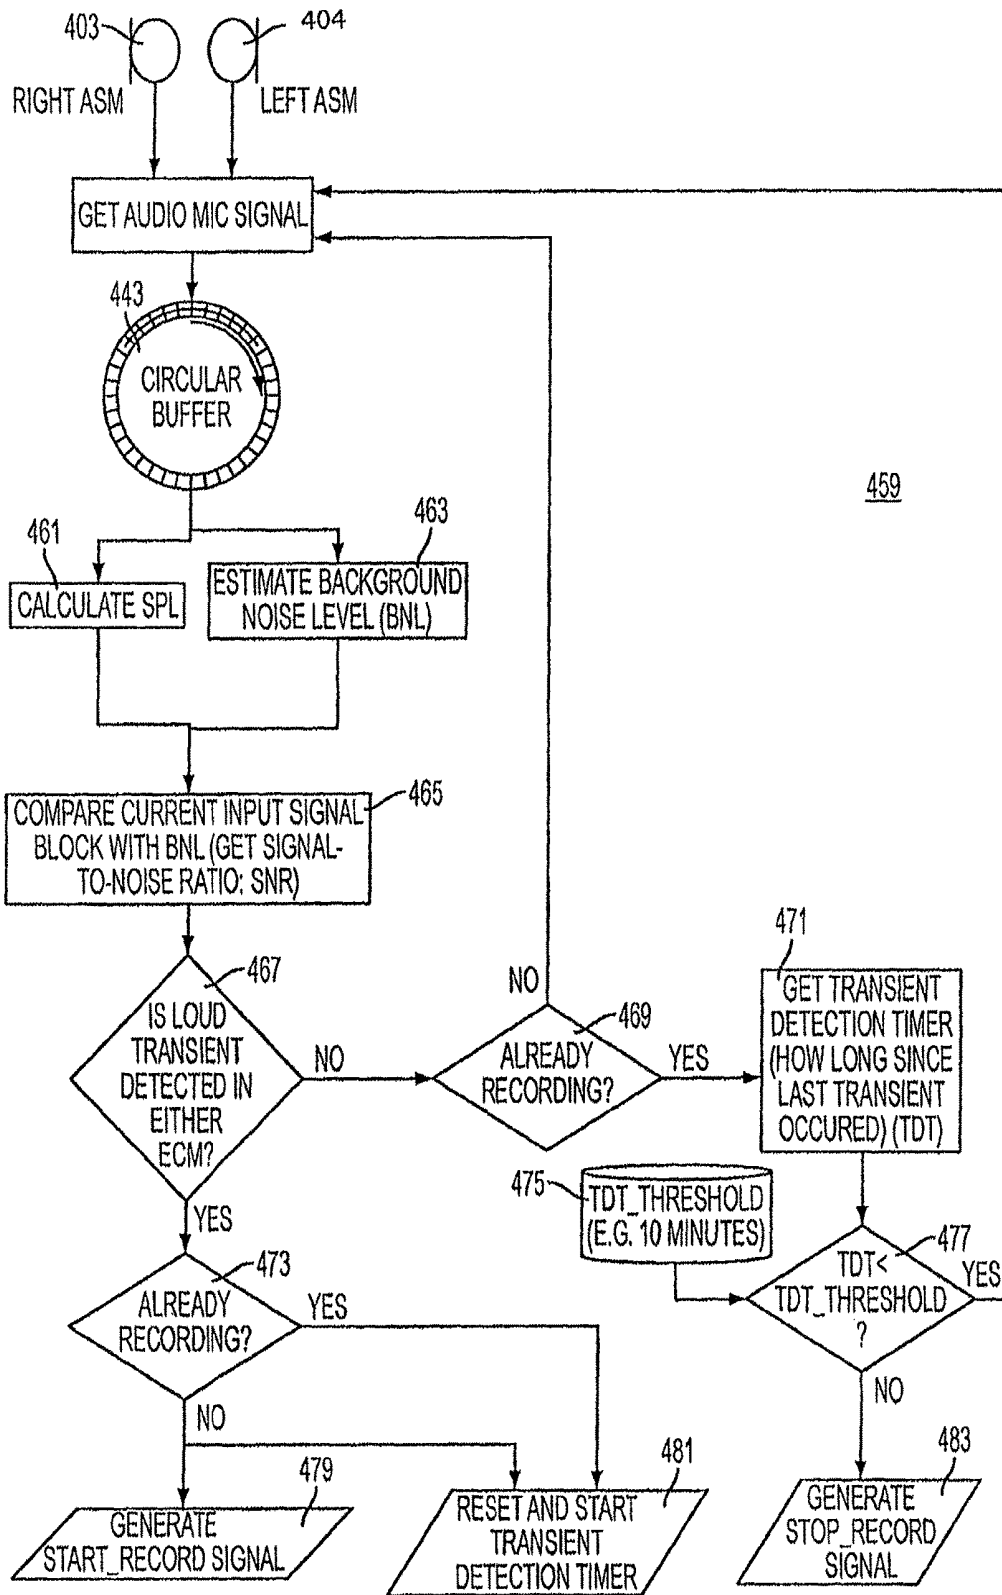 403
404
RIGHT ASM
LEFT ASM
GET AUDIO MIC SIGNAL
443
CIRCULAR
BUFFER
459
461
CALCULATE SPL
463
ESTIMATE BACKGROUND
NOISE LEVEL (BNL)
465
COMPARE CURRENT INPUT SIGNAL
BLOCK WITH BNL (GET SIGNAL-
TO-NOISE RATIO; SNR)
467
IS LOUD
TRANSIENT
DETECTED IN
EITHER
ECM?
NO
YES
469
ALREADY
RECORDING?
NO
YES
471
GET TRANSIENT
DETECTION TIMER
(HOW LONG SINCE
LAST TRANSIENT
OCCURED) (TDT)
475
TDT_THRESHOLD
(E.G. 10 MINUTES)
477
TDT<
TDT_THRESHOLD
?
YES
NO
473
ALREADY
RECORDING?
YES
NO
479
GENERATE
START_RECORD SIGNAL
481
RESET AND START
TRANSIENT
DETECTION TIMER
483
GENERATE
STOP_RECORD
SIGNAL